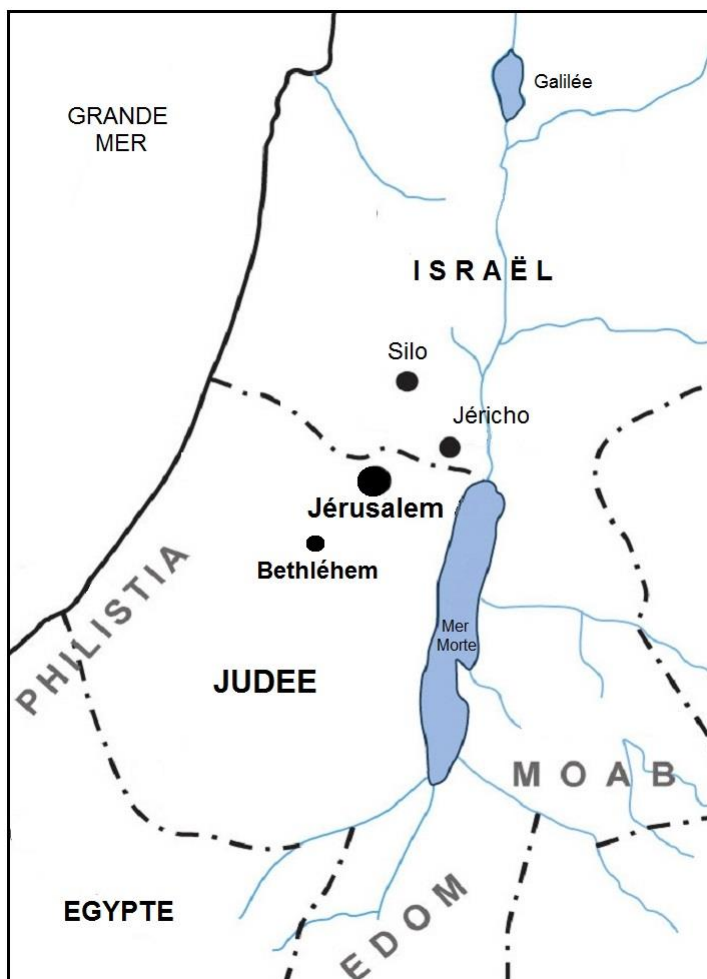 Galilée
GRANDE
MER
ISRAËL
Silo
Jéricho
Jérusalem
Bethléhem
PHILISTIA
Mer
Morte
JUDEE
MOAB
EGYPTE
EDOM